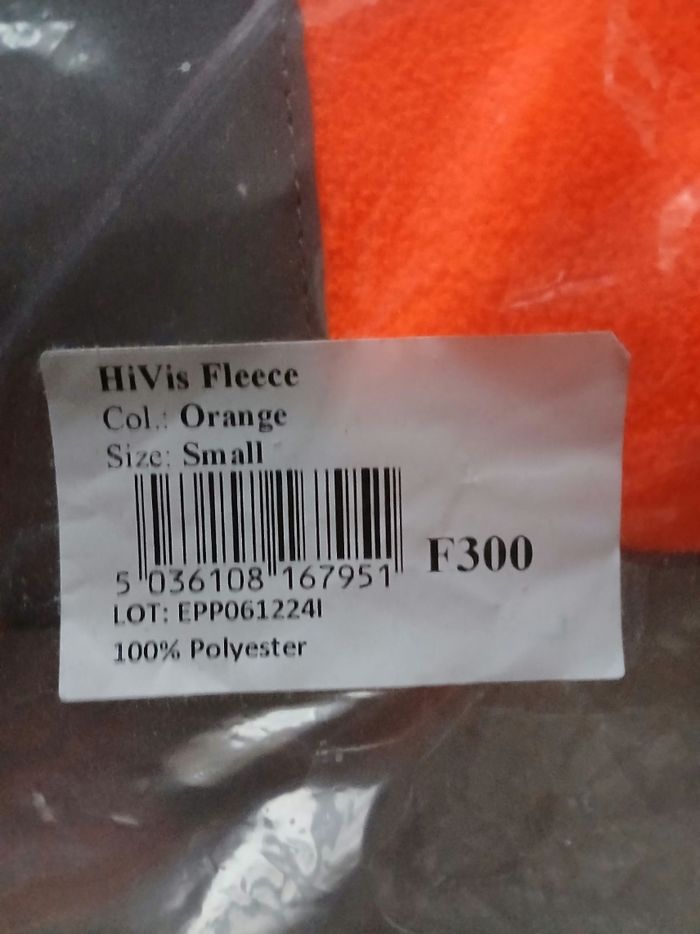 HiVis Fleece
Col.: Orange
Size: Small
5 036108 167951
F300
LOT: EPP061224I
100% Polyester